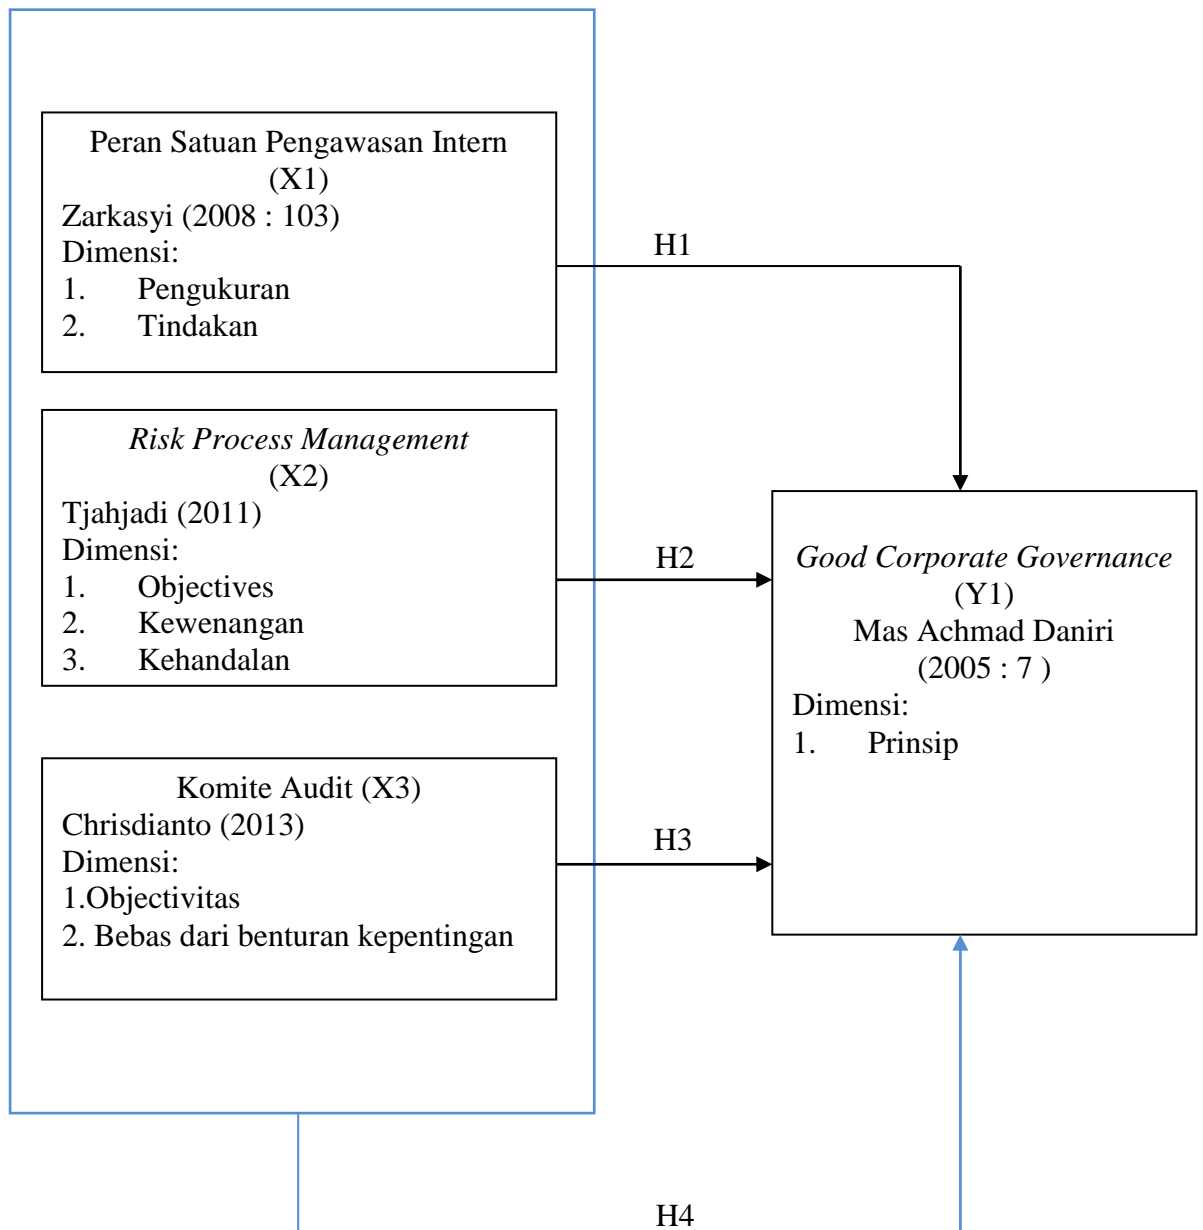 Peran Satuan Pengawasan Intern
(X1)
Zarkasyi (2008 : 103)
Dimensi:
1. Pengukuran
2. Tindakan
H1
Risk Process Management
(X2)
Tjahjadi (2011)
Dimensi:
1. Objectives
2. Kewenangan
3. Kehandalan
H2
Komite Audit (X3)
Chrisdianto (2013)
Dimensi:
1.Objectivitas
2. Bebas dari benturan kepentingan
H3
Good Corporate Governance
(Y1)
Mas Achmad Daniri
(2005 : 7 )
Dimensi:
1. Prinsip
H4